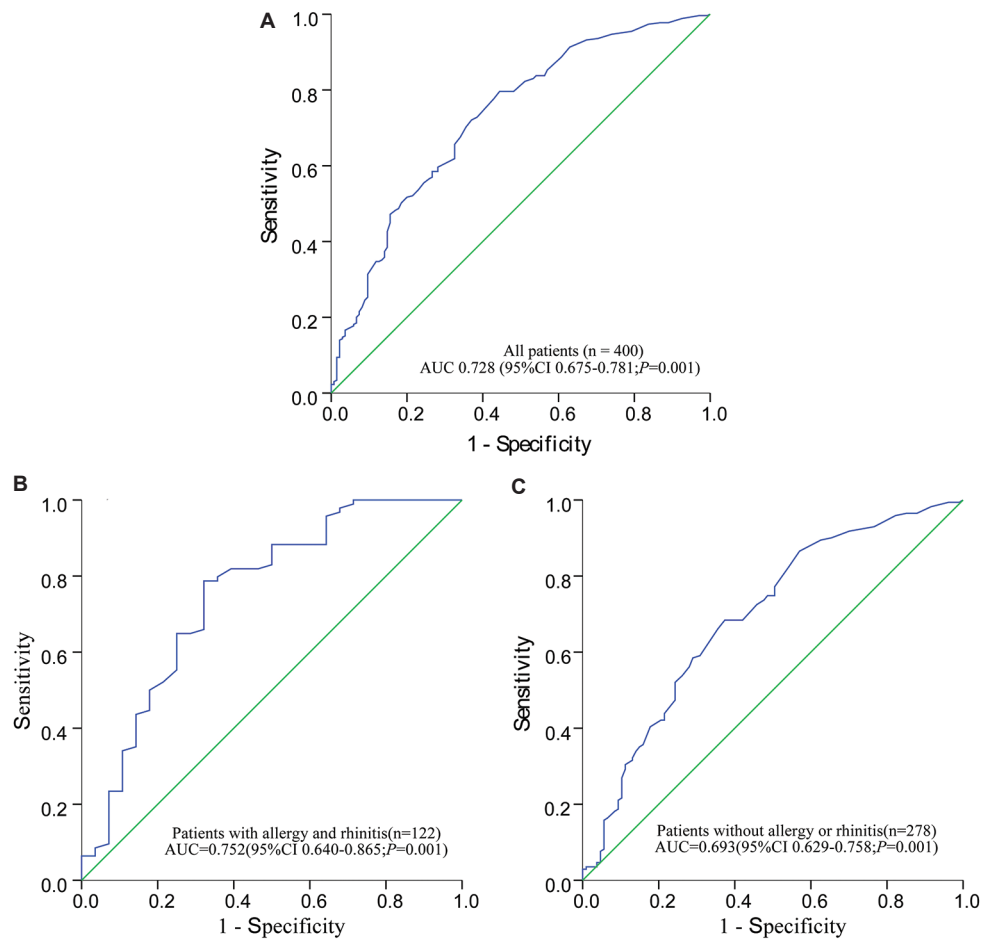 A
1.0
0.8
0.6
0.4
0.2
0.0
Sensitivity
All patients (n = 400)
AUC 0.728 (95%CI 0.675-0.781;P=0.001)
0.0 0.2 0.4 0.6 0.8 1.0
1 - Specificity
B
1.0
0.8
0.6
0.4
0.2
0.0
Sensitivity
Patients with allergy and rhinitis(n=122)
AUC=0.752(95%CI 0.640-0.865;P=0.001)
0.0 0.2 0.4 0.6 0.8 1.0
1 - Specificity
C
1.0
0.8
0.6
0.4
0.2
0.0
Sensitivity
Patients without allergy or rhinitis(n=278)
AUC=0.693(95%CI 0.629-0.758;P=0.001)
0.0 0.2 0.4 0.6 0.8 1.0
1 - Specificity